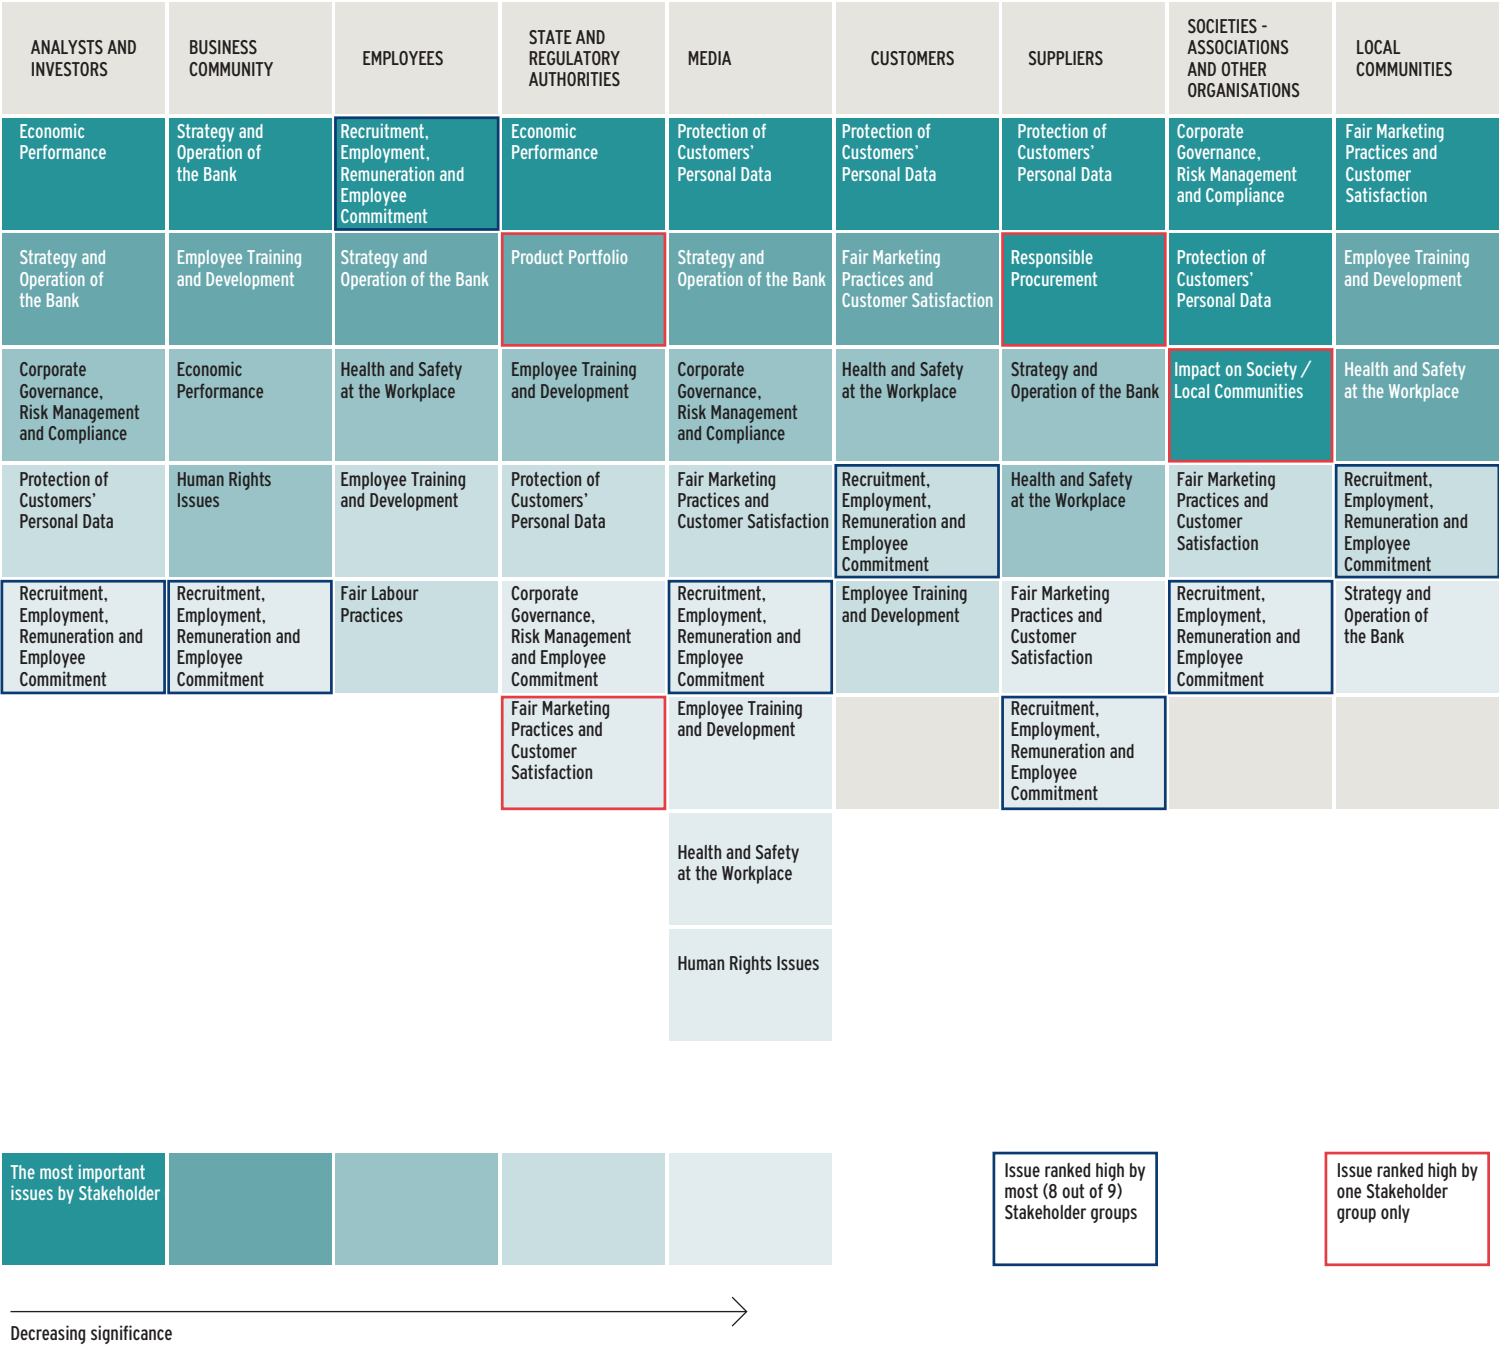 ANALYSTS AND
INVESTORS
BUSINESS
COMMUNITY
EMPLOYEES
STATE AND
REGULATORY
AUTHORITIES
MEDIA
CUSTOMERS
SUPPLIERS
SOCIETIES -
ASSOCIATIONS
AND OTHER
ORGANISATIONS
LOCAL
COMMUNITIES
Economic
Performance
Strategy and
Operation of
the Bank
Recruitment,
Employment,
Remuneration and
Employee
Commitment
Economic
Performance
Protection of
Customers'
Personal Data
Protection of
Customers'
Personal Data
Protection of
Customers'
Personal Data
Corporate
Governance,
Risk Management
and Compliance
Fair Marketing
Practices and
Customer
Satisfaction
Strategy and
Operation of
the Bank
Employee Training
and Development
Strategy and
Operation of the Bank
Product Portfolio
Strategy and
Operation of the Bank
Fair Marketing
Practices and
Customer Satisfaction
Responsible
Procurement
Protection of
Customers'
Personal Data
Employee Training
and Development
Corporate
Governance,
Risk Management
and Compliance
Economic
Performance
Health and Safety
at the Workplace
Employee Training
and Development
Corporate
Governance,
Risk Management
and Compliance
Health and Safety
at the Workplace
Strategy and
Operation of the Bank
Impact on Society /
Local Communities
Health and Safety
at the Workplace
Protection of
Customers'
Personal Data
Human Rights
Issues
Employee Training
and Development
Protection of
Customers'
Personal Data
Fair Marketing
Practices and
Customer Satisfaction
Recruitment,
Employment,
Remuneration and
Employee
Commitment
Health and Safety
at the Workplace
Fair Marketing
Practices and
Customer
Satisfaction
Recruitment,
Employment,
Remuneration and
Employee
Commitment
Recruitment,
Employment,
Remuneration and
Employee
Commitment
Recruitment,
Employment,
Remuneration and
Employee
Commitment
Fair Labour
Practices
Corporate
Governance,
Risk Management
and Employee
Commitment
Recruitment,
Employment,
Remuneration and
Employee
Commitment
Employee Training
and Development
Fair Marketing
Practices and
Customer
Satisfaction
Recruitment,
Employment,
Remuneration and
Employee
Commitment
Strategy and
Operation of
the Bank
Fair Marketing
Practices and
Customer
Satisfaction
Employee Training
and Development
Recruitment,
Employment,
Remuneration and
Employee
Commitment
Health and Safety
at the Workplace
Human Rights Issues
The most important
issues by Stakeholder
Issue ranked high by
most (8 out of 9)
Stakeholder groups
Issue ranked high by
one Stakeholder
group only
Decreasing significance